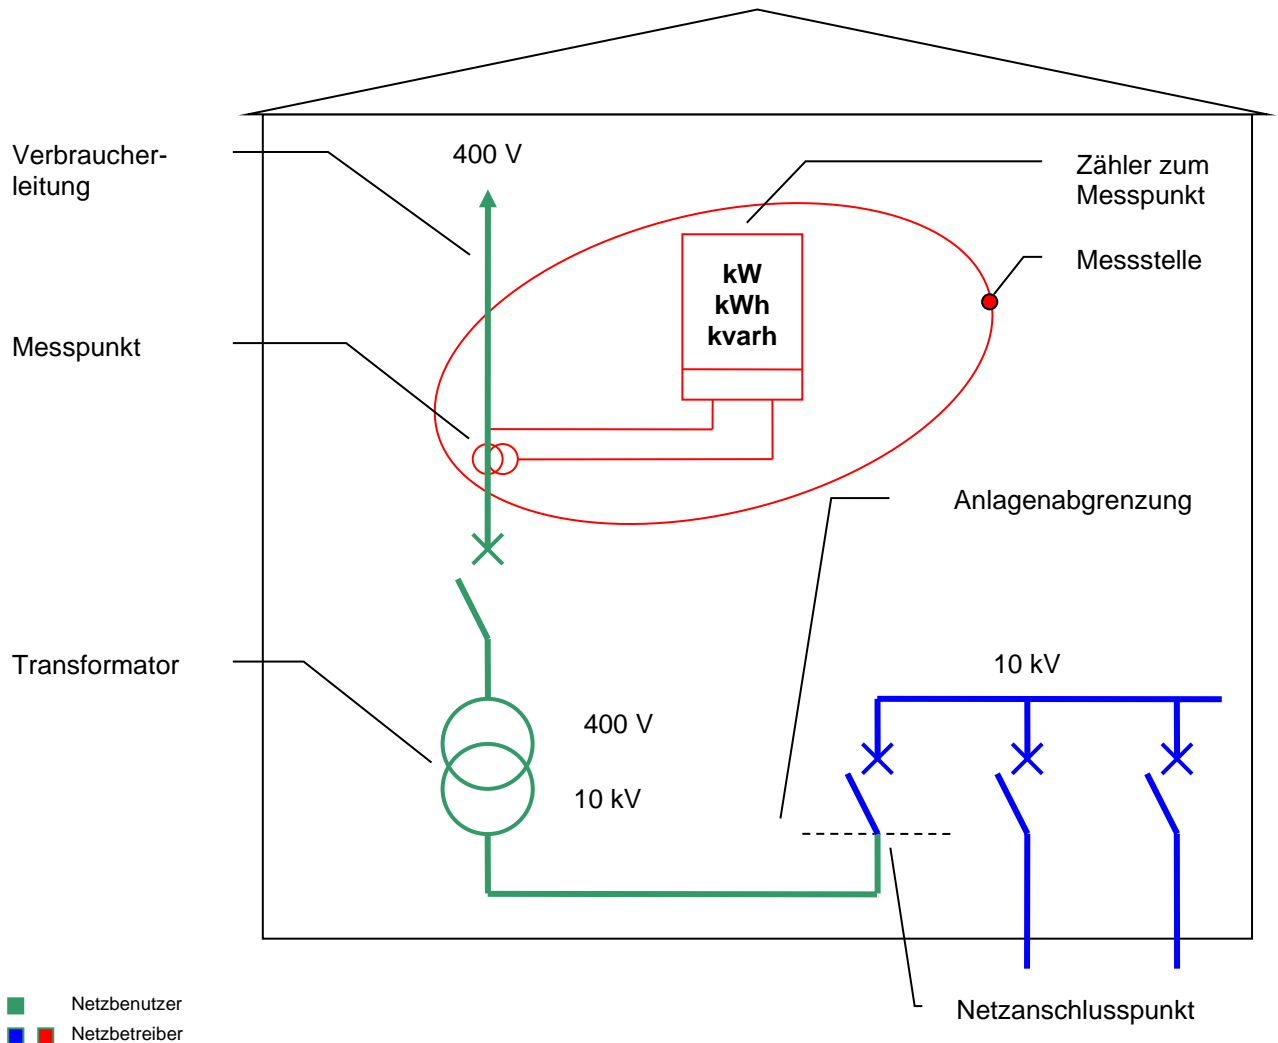 Verbraucher-
leitung
400 V
Zähler zum
Messpunkt
kW
kWh
kvarh
Messstelle
Messpunkt
Anlagenabgrenzung
Transformator
10 kV
400 V
10 kV
Netzanschlusspunkt
Netzbenutzer
Netzbetreiber